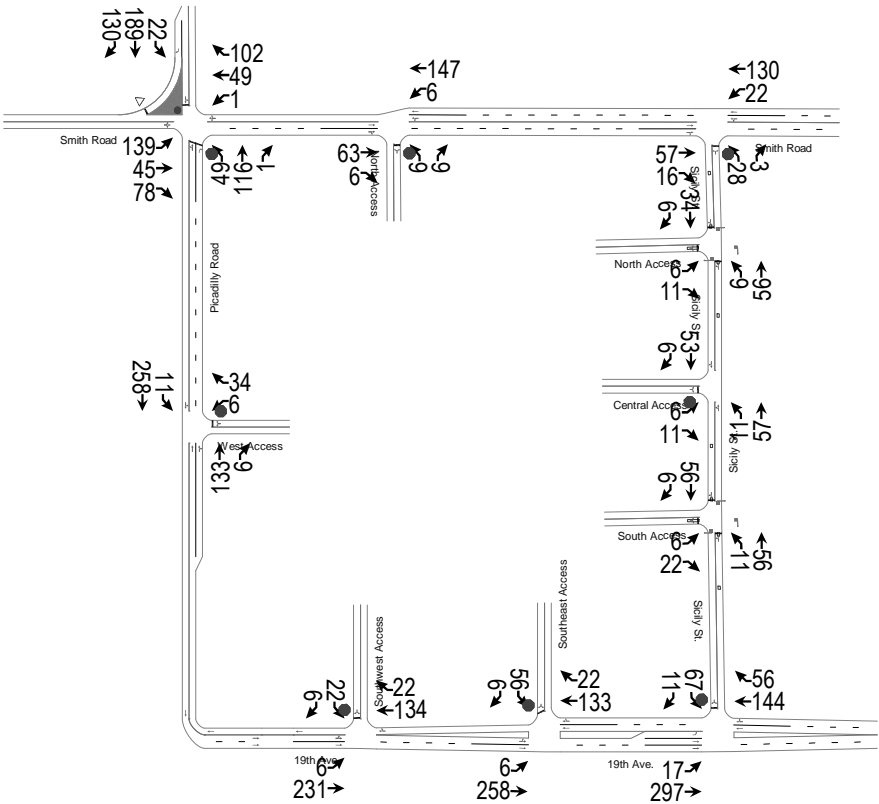 130 189 22
102
49
1
147
6
130
22
Smith Road
139
45
78
49 116 1
63
6
North Access
9 9
57
16
Sicily St.
28 3
Smith Road
6 34
North Access
6
11
Sicily St.
9 59
Picadilly Road
258 11
34
6
West Access
133 9
6 53
Central Access
6
11
11 57
Sicily St.
6 56
South Access
6
22
11 56
Sicily St.
Southwest Access
Southeast Access
6 22
22
134
6 56
22
133
11 67
56
144
19th Ave.
6
231
6
258
19th Ave.
17
297